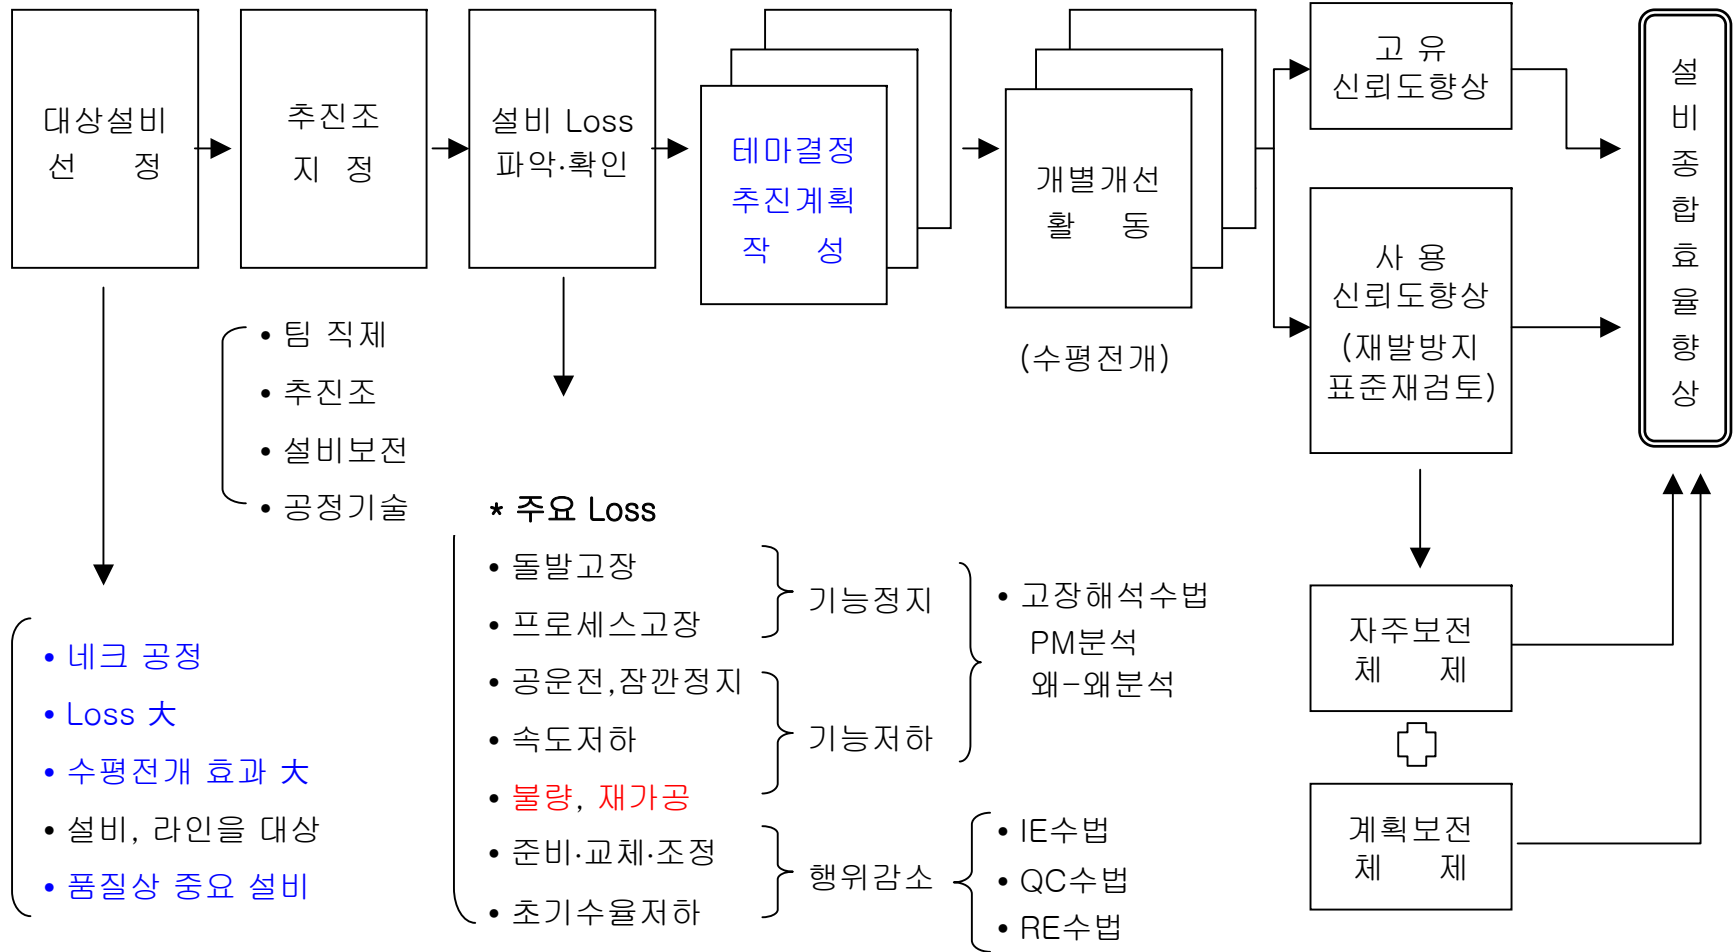 대상설비
선 정
추진조
지 정
설비 Loss
파악·확인
테마결정
추진계획
작 성
개별개선
활 동
(수평전개)
고 유
신뢰도향상
사 용
신뢰도향상
(재발방지
표준재검토)
설비종합효율향상
• 팀 직제
• 추진조
• 설비보전
• 공정기술
• 네크 공정
• Loss 大
• 수평전개 효과 大
• 설비, 라인을 대상
• 품질상 중요 설비
* 주요 Loss
• 돌발고장
• 프로세스고장
• 공운전,잠깐정지
• 속도저하
• 불량, 재가공
• 준비·교체·조정
• 초기수율저하
기능정지
기능저하
행위감소
• 고장해석수법
PM분석
왜-왜분석
• IE수법
• QC수법
• RE수법
자주보전
체 제
계획보전
체 제